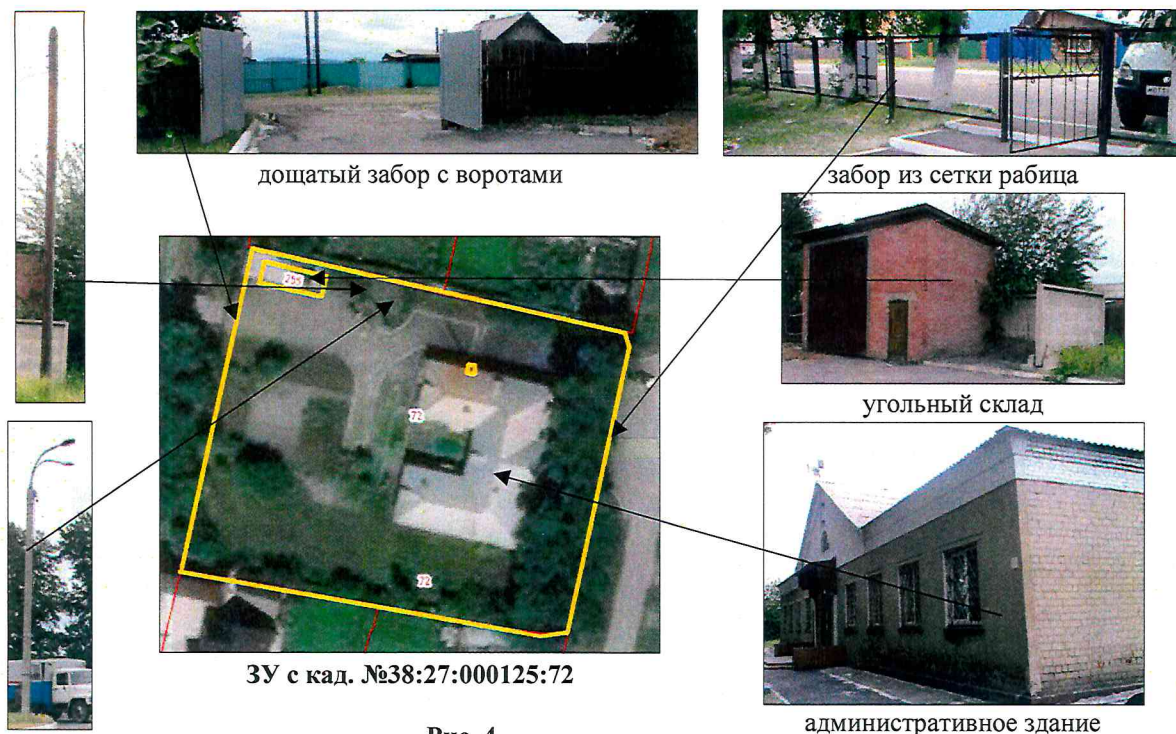 дощатый забор с воротами
забор из сетки рабица
угольный склад
255
72
72
ЗУ с кад. №38:27:000125:72
административное здание
Рис. 4